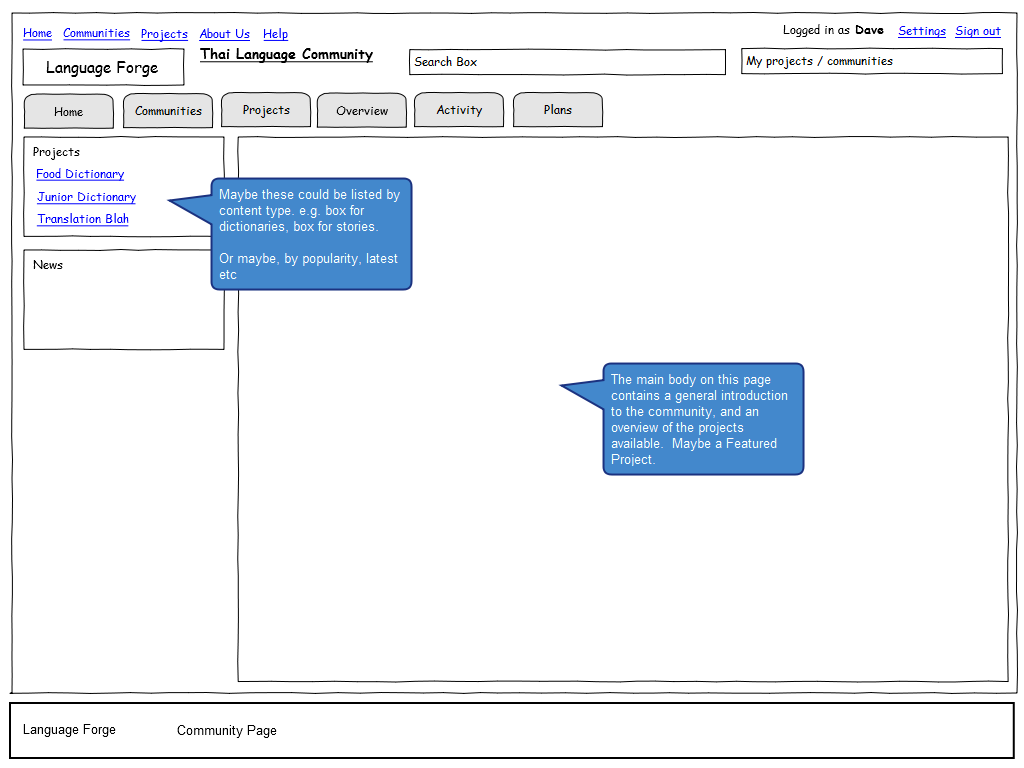 Home Communities Projects About Us Help
Logged in as Dave Settings Sign out
Language Forge
Thai Language Community
Search Box
My projects / communities
Home Communities Projects Overview Activity Plans
Projects
Food Dictionary
Junior Dictionary
Translation Blah
Maybe these could be listed by
content type. e.g. box for
dictionaries, box for stories.
Or maybe, by popularity, latest
etc
News
The main body on this page
contains a general introduction
to the community, and an
overview of the projects
available.  Maybe a Featured
Project.
Language Forge Community Page